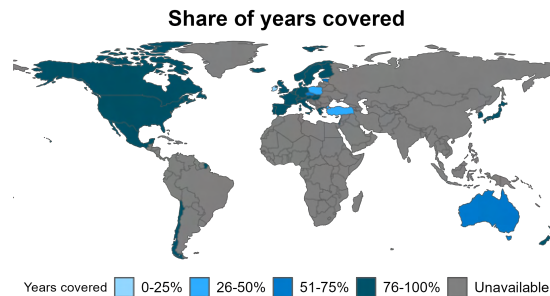 Share of years covered
Years covered 0-25% 26-50% 51-75% 76-100% Unavailable